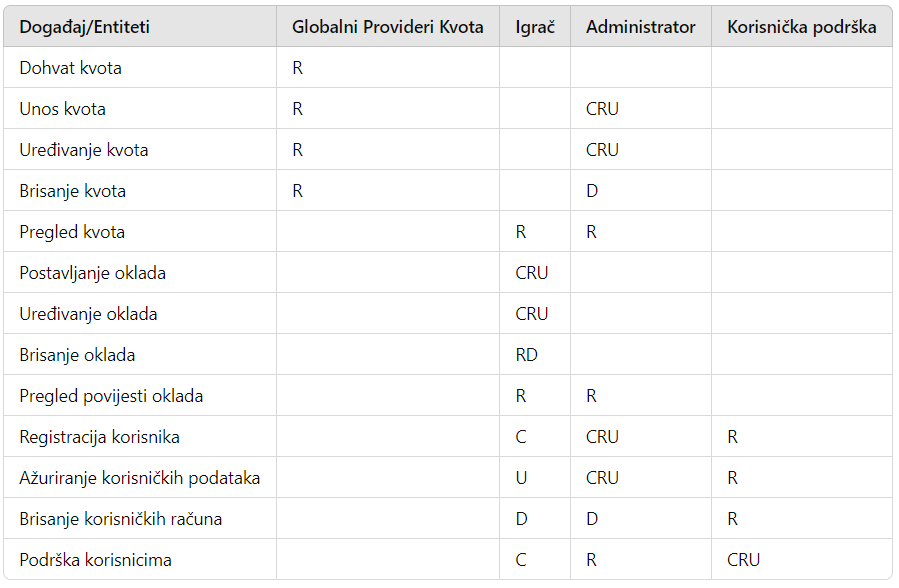 Događaj/Entiteti Globalni Provideri Kvota Igrač Administrator Korisnička podrška
Dohvat kvota R
Unos kvota R CRU
Uređivanje kvota R CRU
Brisanje kvota R D
Pregled kvota R R
Postavljanje oklada CRU
Uređivanje oklada CRU
Brisanje oklada RD
Pregled povijesti oklada R R
Registracija korisnika C CRU R
Ažuriranje korisničkih podataka U CRU R
Brisanje korisničkih računa D D R
Podrška korisnicima C R CRU